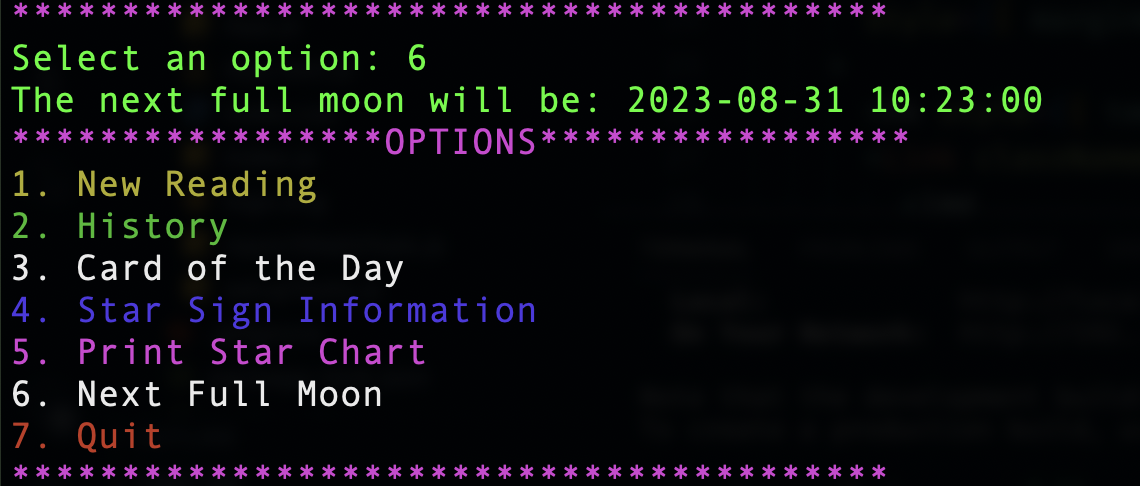 ****************************************
Select an option: 6
The next full moon will be: 2023-08-31 10:23:00
*****************OPTIONS*****************
1. New Reading
2. History
3. Card of the Day
4. Star Sign Information
5. Print Star Chart
6. Next Full Moon
7. Quit
****************************************